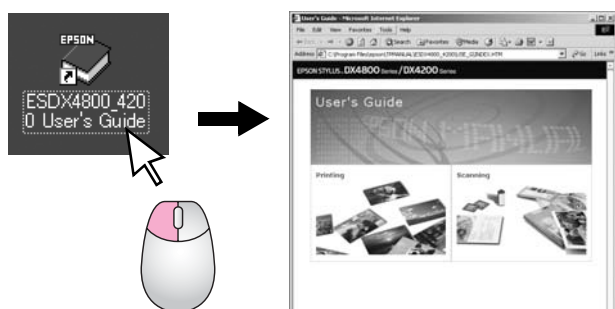 EPSON
ESDX4800_420
0 User's Guide
User's Guide - Microsoft Internet Explorer
File Edit View Favorites Tools Help
Search Favorites Media
Address
Go Links
EPSON STYLUS DX4800 Series / DX4200 Series
User's Guide
Printing
Scanning